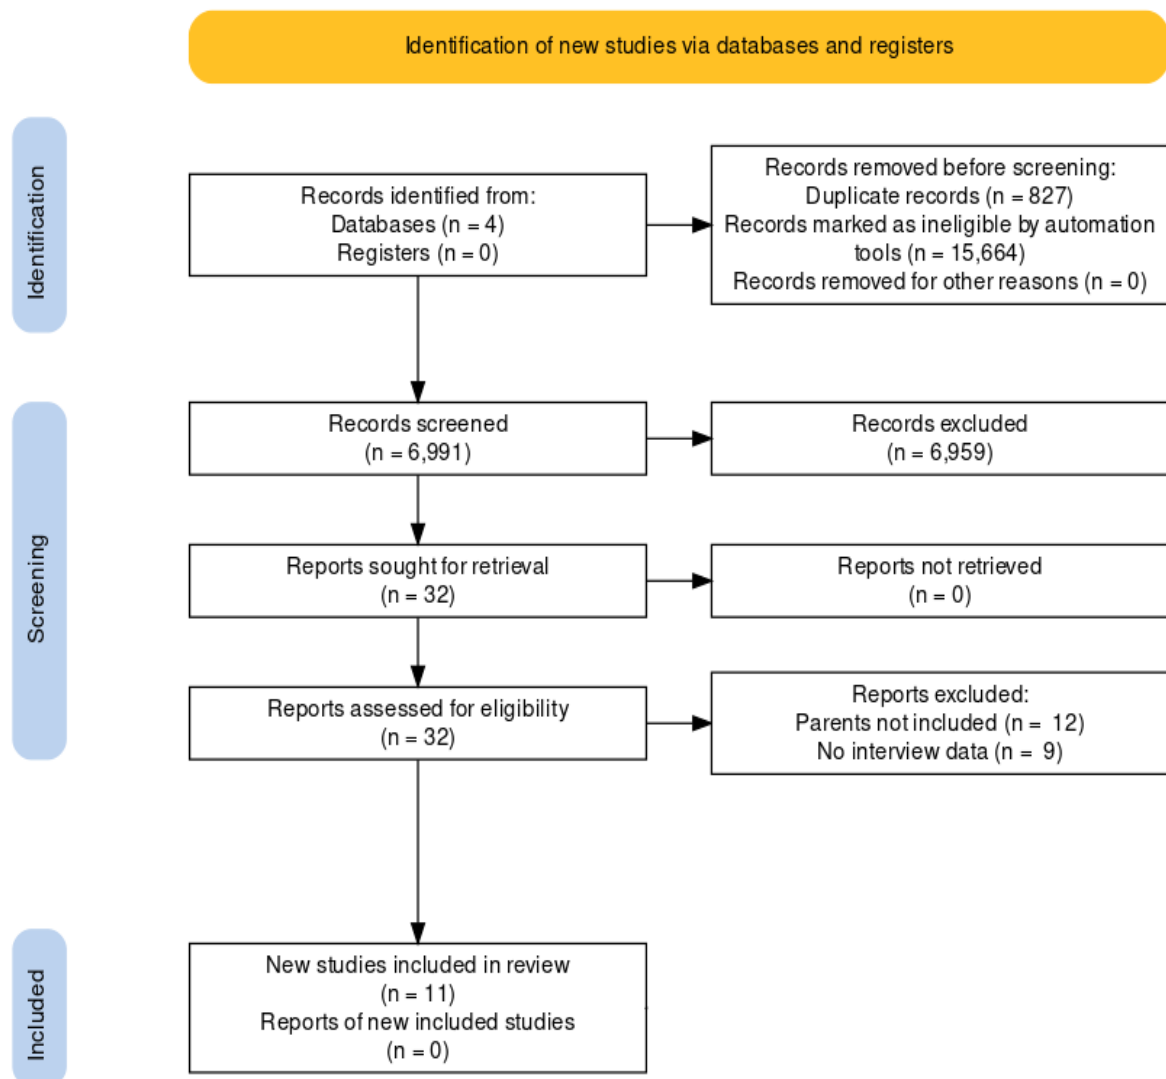 Identification of new studies via databases and registers
Identification
Records identified from:
Databases (n = 4)
Registers (n = 0)
Records removed before screening:
Duplicate records (n = 827)
Records marked as ineligible by automation
tools (n = 15,664)
Records removed for other reasons (n = 0)
Screening
Records screened
(n = 6,991)
Records excluded
(n = 6,959)
Reports sought for retrieval
(n = 32)
Reports not retrieved
(n = 0)
Reports assessed for eligibility
(n = 32)
Reports excluded:
Parents not included (n = 12)
No interview data (n = 9)
Included
New studies included in review
(n = 11)
Reports of new included studies
(n = 0)